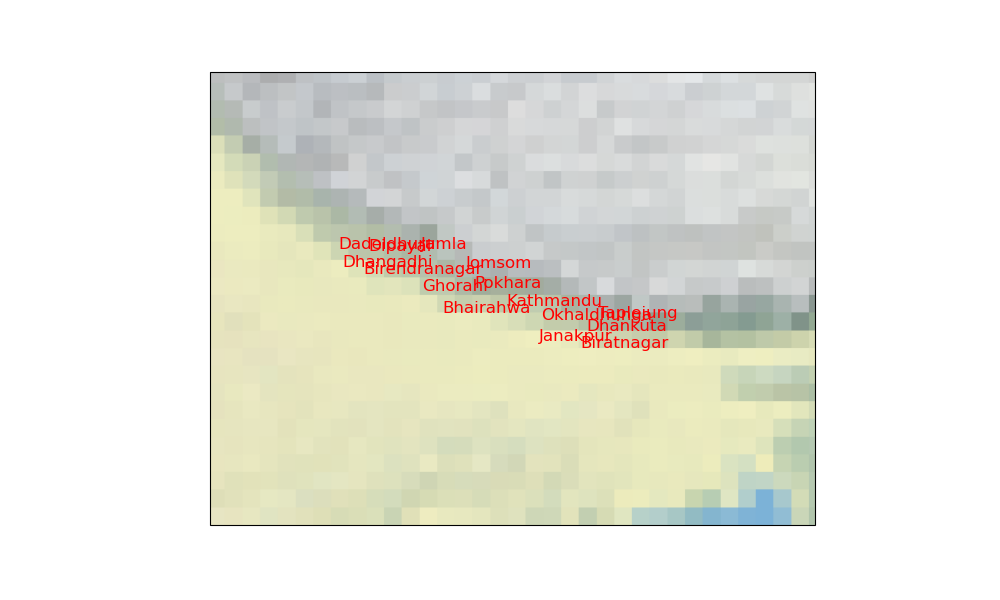 Dadeldhura
Dipayal
Jumla
Dhangadhi
Birendranagar
Jomsom
Ghorahi
Pokhara
Bhairahwa
Kathmandu
Okhaldhunga
Taplejung
Dhankuta
Janakpur
Biratnagar